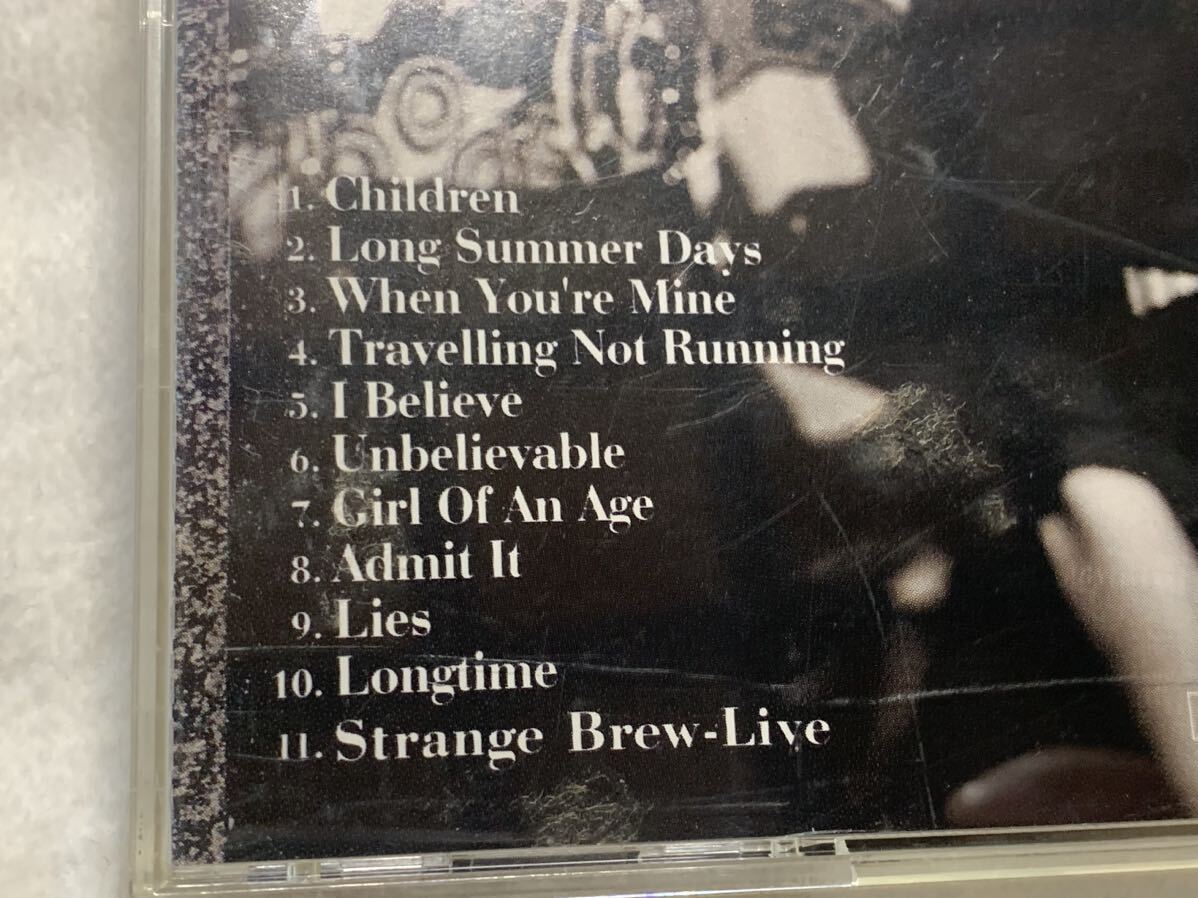 1. Children
2. Long Summer Days
3. When You're Mine
4. Travelling Not Running
5. I Believe
6. Unbelievable
7. Girl Of An Age
8. Admit It
9. Lies
10. Longtime
11. Strange Brew-Live